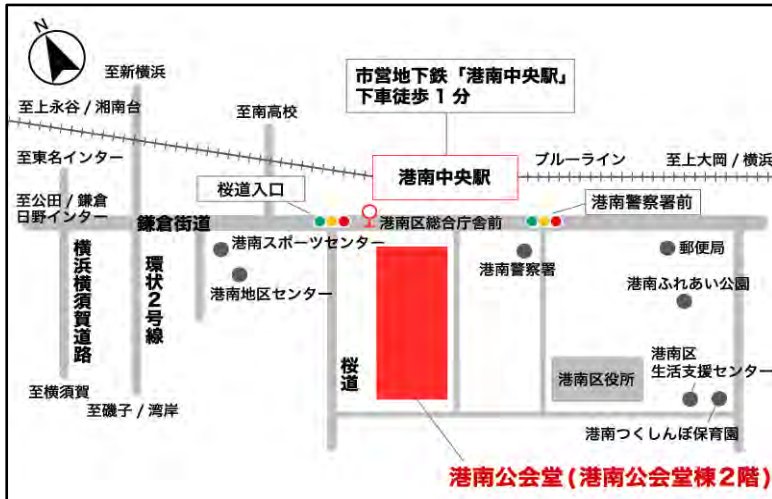 N
至新横浜
市営地下鉄「港南中央駅」
下車徒歩 1 分
至上永谷 / 湘南台
至南高校
至東名インター
桜道入口
港南中央駅
ブルーライン
至上大岡 / 横浜
至公田 / 鎌倉
日野インター
鎌倉街道
港南区総合庁舎前
港南警察署前
横浜横須賀道路
環状2号線
港南スポーツセンター
港南地区センター
港南警察署
郵便局
港南ふれあい公園
桜道
港南区役所
港南区
生活支援センター
至横須賀
至磯子 / 湾岸
港南つくしんぼ保育園
港南公会堂 (港南公会堂棟2階)